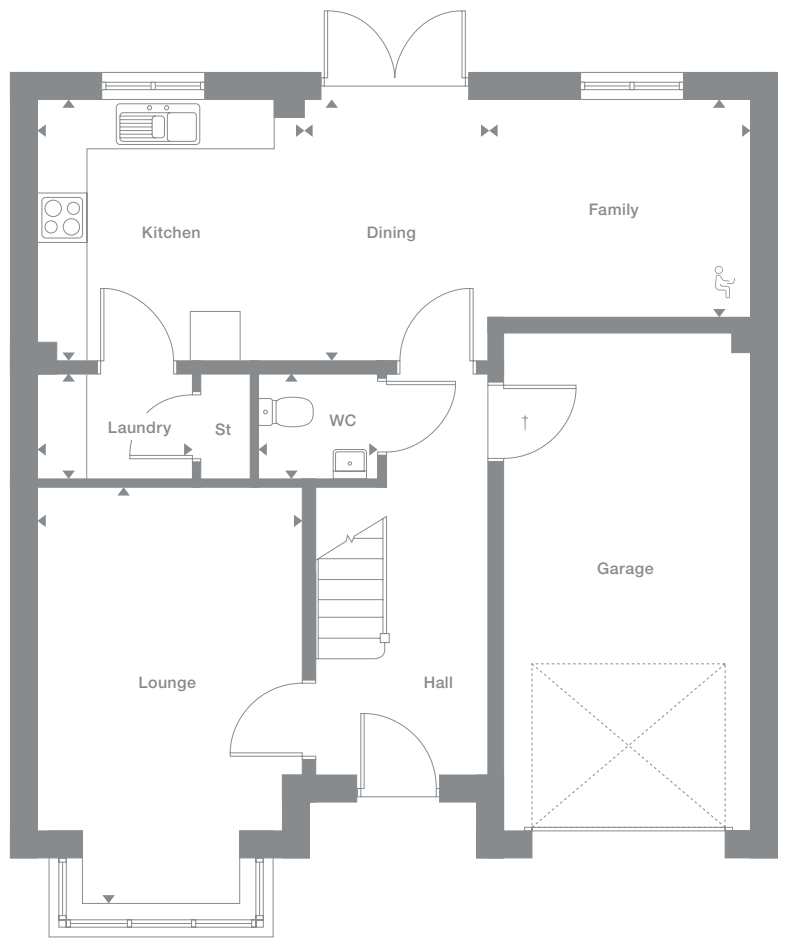 Family
Kitchen
Dining
Laundry
St
WC
†
Garage
Lounge
Hall